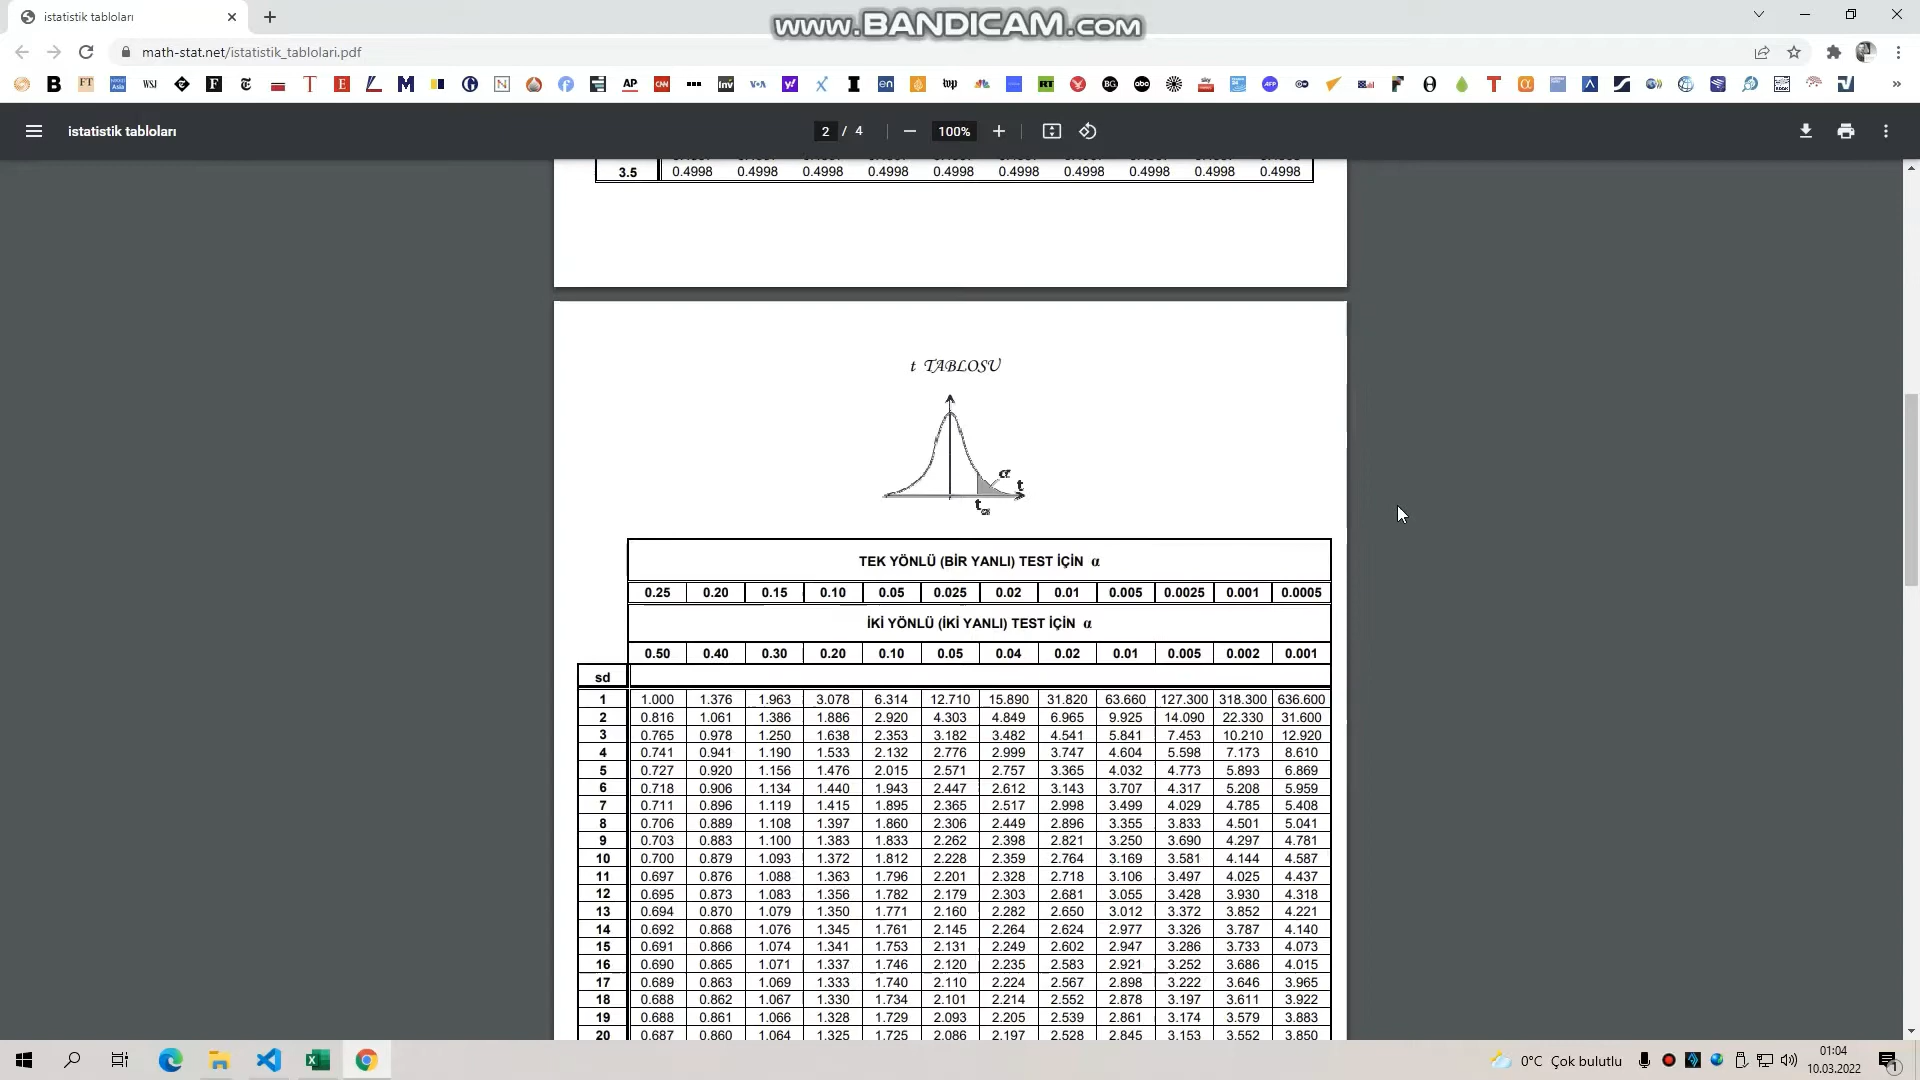 istatistik tabloları
www.BANDICAM.com
math-stat.net/istatistik_tablolari.pdf
istatistik tabloları
2 / 4
100%
3.5 0.4998 0.4998 0.4998 0.4998 0.4998 0.4998 0.4998 0.4998 0.4998 0.4998
t TABLOSU
α
t
tα
TEK YÖNLÜ (BİR YANLI) TEST İÇİN α
0.25 0.20 0.15 0.10 0.05 0.025 0.02 0.01 0.005 0.0025 0.001 0.0005
İKİ YÖNLÜ (İKİ YANLI) TEST İÇİN α
0.50 0.40 0.30 0.20 0.10 0.05 0.04 0.02 0.01 0.005 0.002 0.001
sd
1 1.000 1.376 1.963 3.078 6.314 12.710 15.890 31.820 63.660 127.300 318.300 636.600
2 0.816 1.061 1.386 1.886 2.920 4.303 4.849 6.965 9.925 14.090 22.330 31.600
3 0.765 0.978 1.250 1.638 2.353 3.182 3.482 4.541 5.841 7.453 10.210 12.920
4 0.741 0.941 1.190 1.533 2.132 2.776 2.999 3.747 4.604 5.598 7.173 8.610
5 0.727 0.920 1.156 1.476 2.015 2.571 2.757 3.365 4.032 4.773 5.893 6.869
6 0.718 0.906 1.134 1.440 1.943 2.447 2.612 3.143 3.707 4.317 5.208 5.959
7 0.711 0.896 1.119 1.415 1.895 2.365 2.517 2.998 3.499 4.029 4.785 5.408
8 0.706 0.889 1.108 1.397 1.860 2.306 2.449 2.896 3.355 3.833 4.501 5.041
9 0.703 0.883 1.100 1.383 1.833 2.262 2.398 2.821 3.250 3.690 4.297 4.781
10 0.700 0.879 1.093 1.372 1.812 2.228 2.359 2.764 3.169 3.581 4.144 4.587
11 0.697 0.876 1.088 1.363 1.796 2.201 2.328 2.718 3.106 3.497 4.025 4.437
12 0.695 0.873 1.083 1.356 1.782 2.179 2.303 2.681 3.055 3.428 3.930 4.318
13 0.694 0.870 1.079 1.350 1.771 2.160 2.282 2.650 3.012 3.372 3.852 4.221
14 0.692 0.868 1.076 1.345 1.761 2.145 2.264 2.624 2.977 3.326 3.787 4.140
15 0.691 0.866 1.074 1.341 1.753 2.131 2.249 2.602 2.947 3.286 3.733 4.073
16 0.690 0.865 1.071 1.337 1.746 2.120 2.235 2.583 2.921 3.252 3.686 4.015
17 0.689 0.863 1.069 1.333 1.740 2.110 2.224 2.567 2.898 3.222 3.646 3.965
18 0.688 0.862 1.067 1.330 1.734 2.101 2.214 2.552 2.878 3.197 3.611 3.922
19 0.688 0.861 1.066 1.328 1.729 2.093 2.205 2.539 2.861 3.174 3.579 3.883
20 0.687 0.860 1.064 1.325 1.725 2.086 2.197 2.528 2.845 3.153 3.552 3.850
0°C Çok bulutlu
01:04
10.03.2022